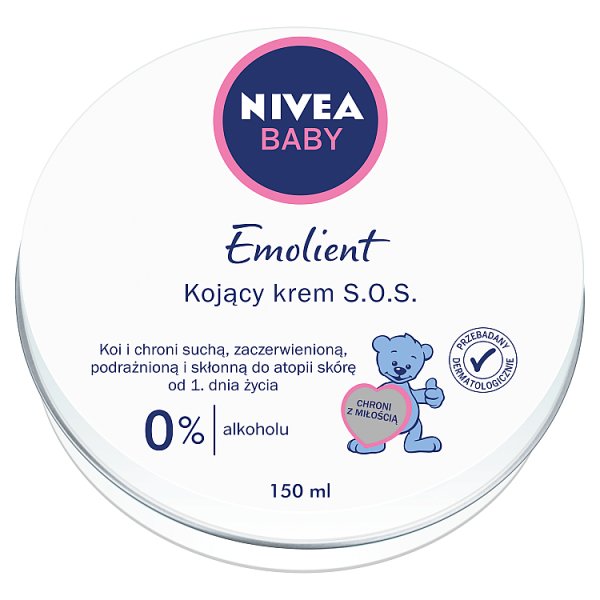 NIVEA
BABY
Emolient
Kojący krem S.O.S.
Koi i chroni suchą, zaczerwienioną,
podrażnioną i skłonną do atopii skórę
od 1. dnia życia
0% alkoholu
CHRONI
Z MIŁOŚCIĄ
PRZEBADANY
DERMATOLOGICZNIE
150 ml